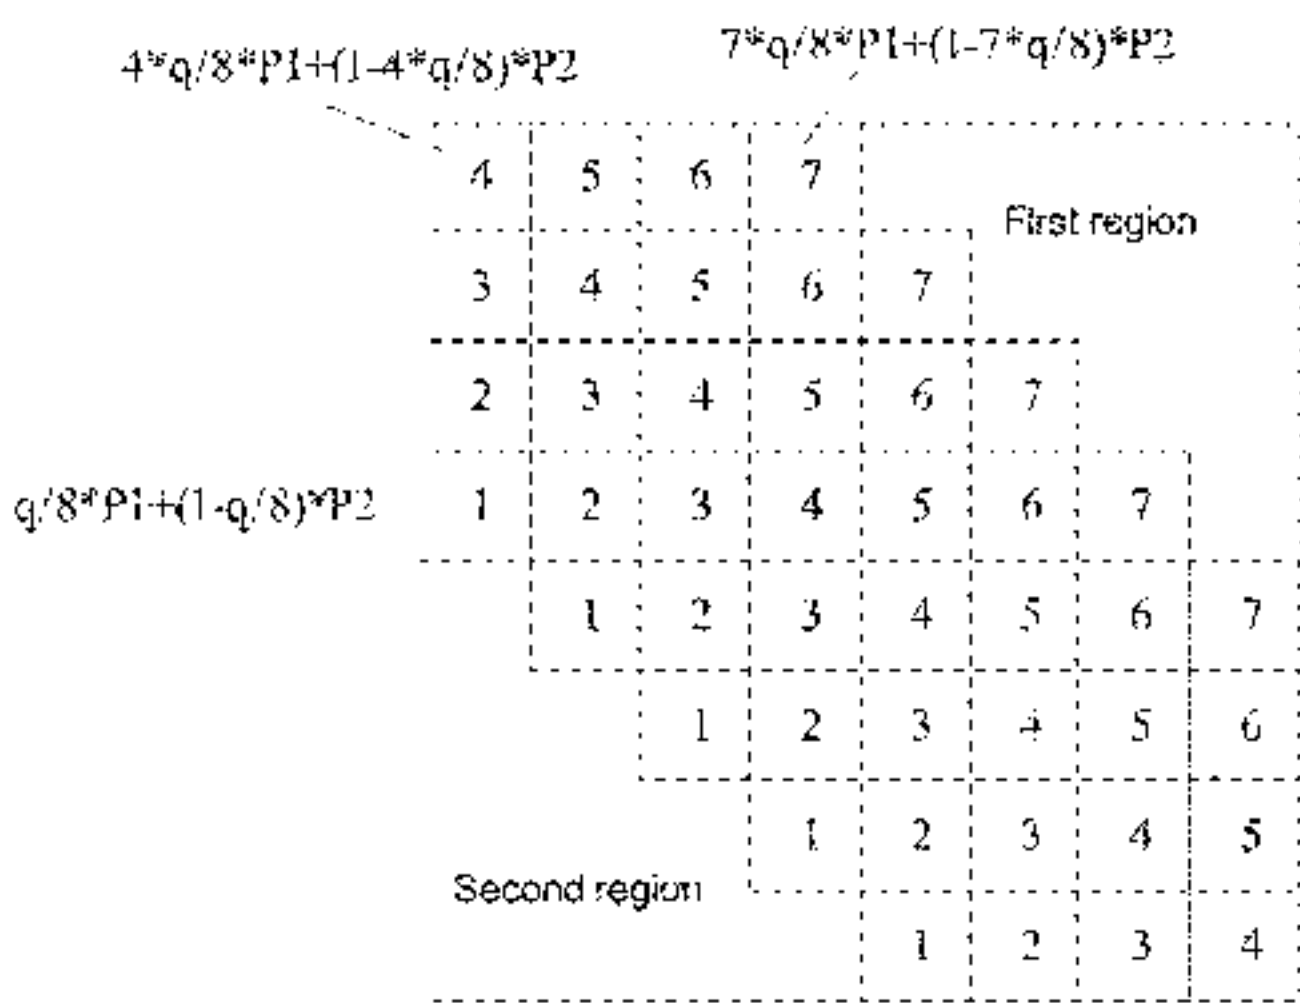 4*q/8*P1+(1-4*q/8)*P2
7*q/8*P1+(1-7*q/8)*P2
4 5 6 7
First region
3 4 5 6 7
2 3 4 5 6 7
q/8*P1+(1-q/8)*P2 1 2 3 4 5 6 7
1 2 3 4 5 6 7
1 2 3 4 5 6
1 2 3 4 5
Second region
1 2 3 4